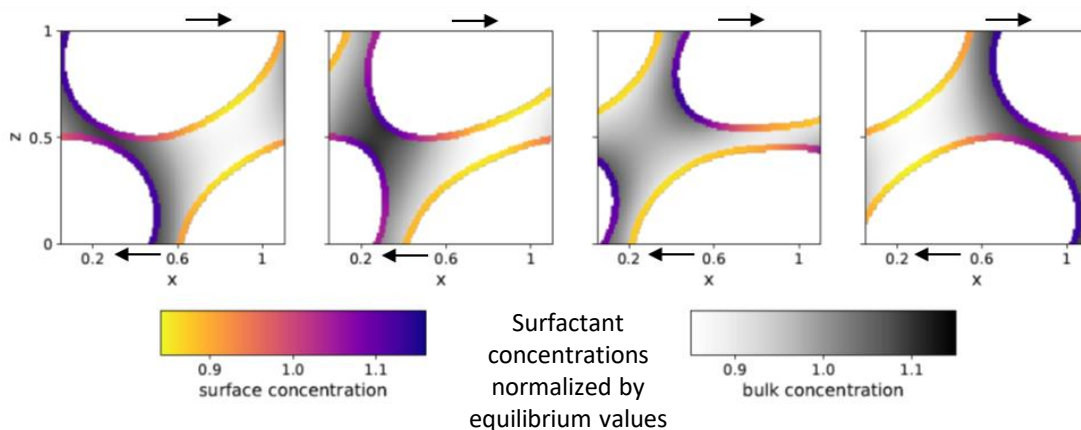 1
z 0.5
0
0.2 0.6 1
x
0.2 0.6 1
x
0.2 0.6 1
x
0.2 0.6 1
x
0.9 1.0 1.1
surface concentration
Surfactant
concentrations
normalized by
equilibrium values
0.9 1.0 1.1
bulk concentration